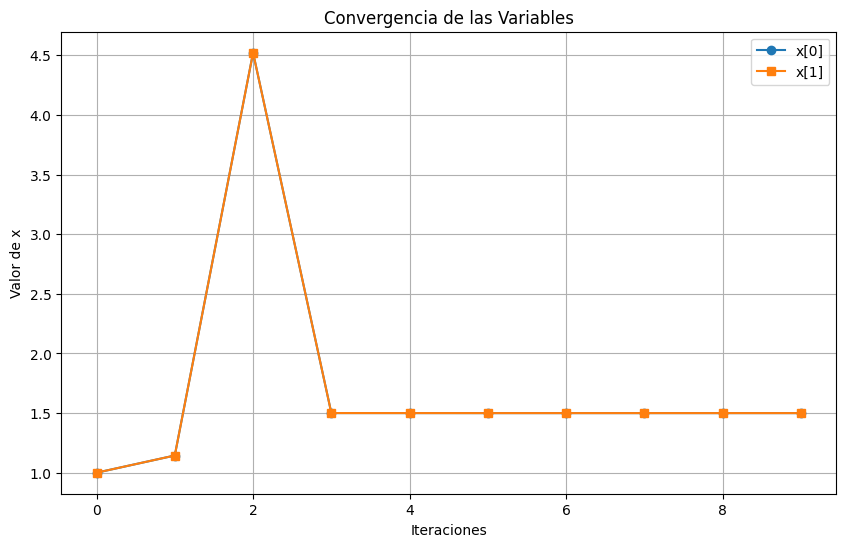 Convergencia de las Variables
x[0]
x[1]
Valor de x
4.5
4.0
3.5
3.0
2.5
2.0
1.5
1.0
0 2 4 6 8
Iteraciones